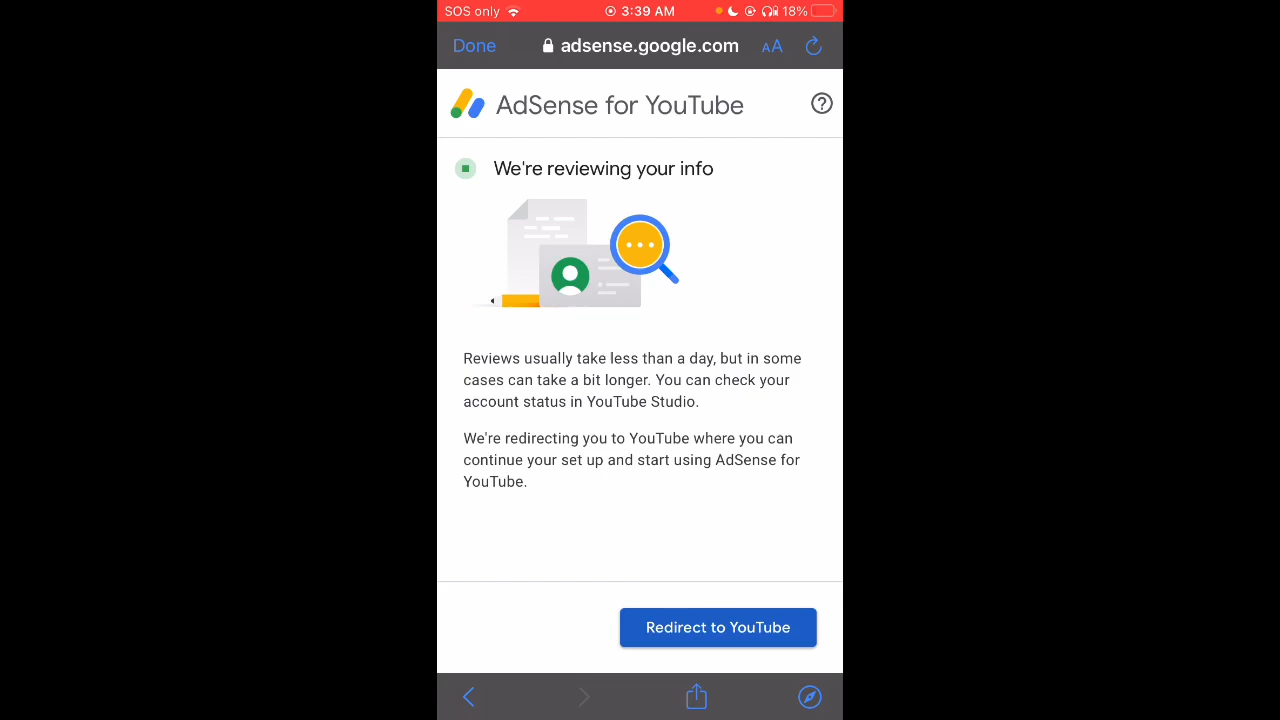 SOS only 3:39 AM 18%
Done adsense.google.com AA
AdSense for YouTube ?
We're reviewing your info
Reviews usually take less than a day, but in some
cases can take a bit longer. You can check your
account status in YouTube Studio.
We're redirecting you to YouTube where you can
continue your set up and start using AdSense for
YouTube.
Redirect to YouTube